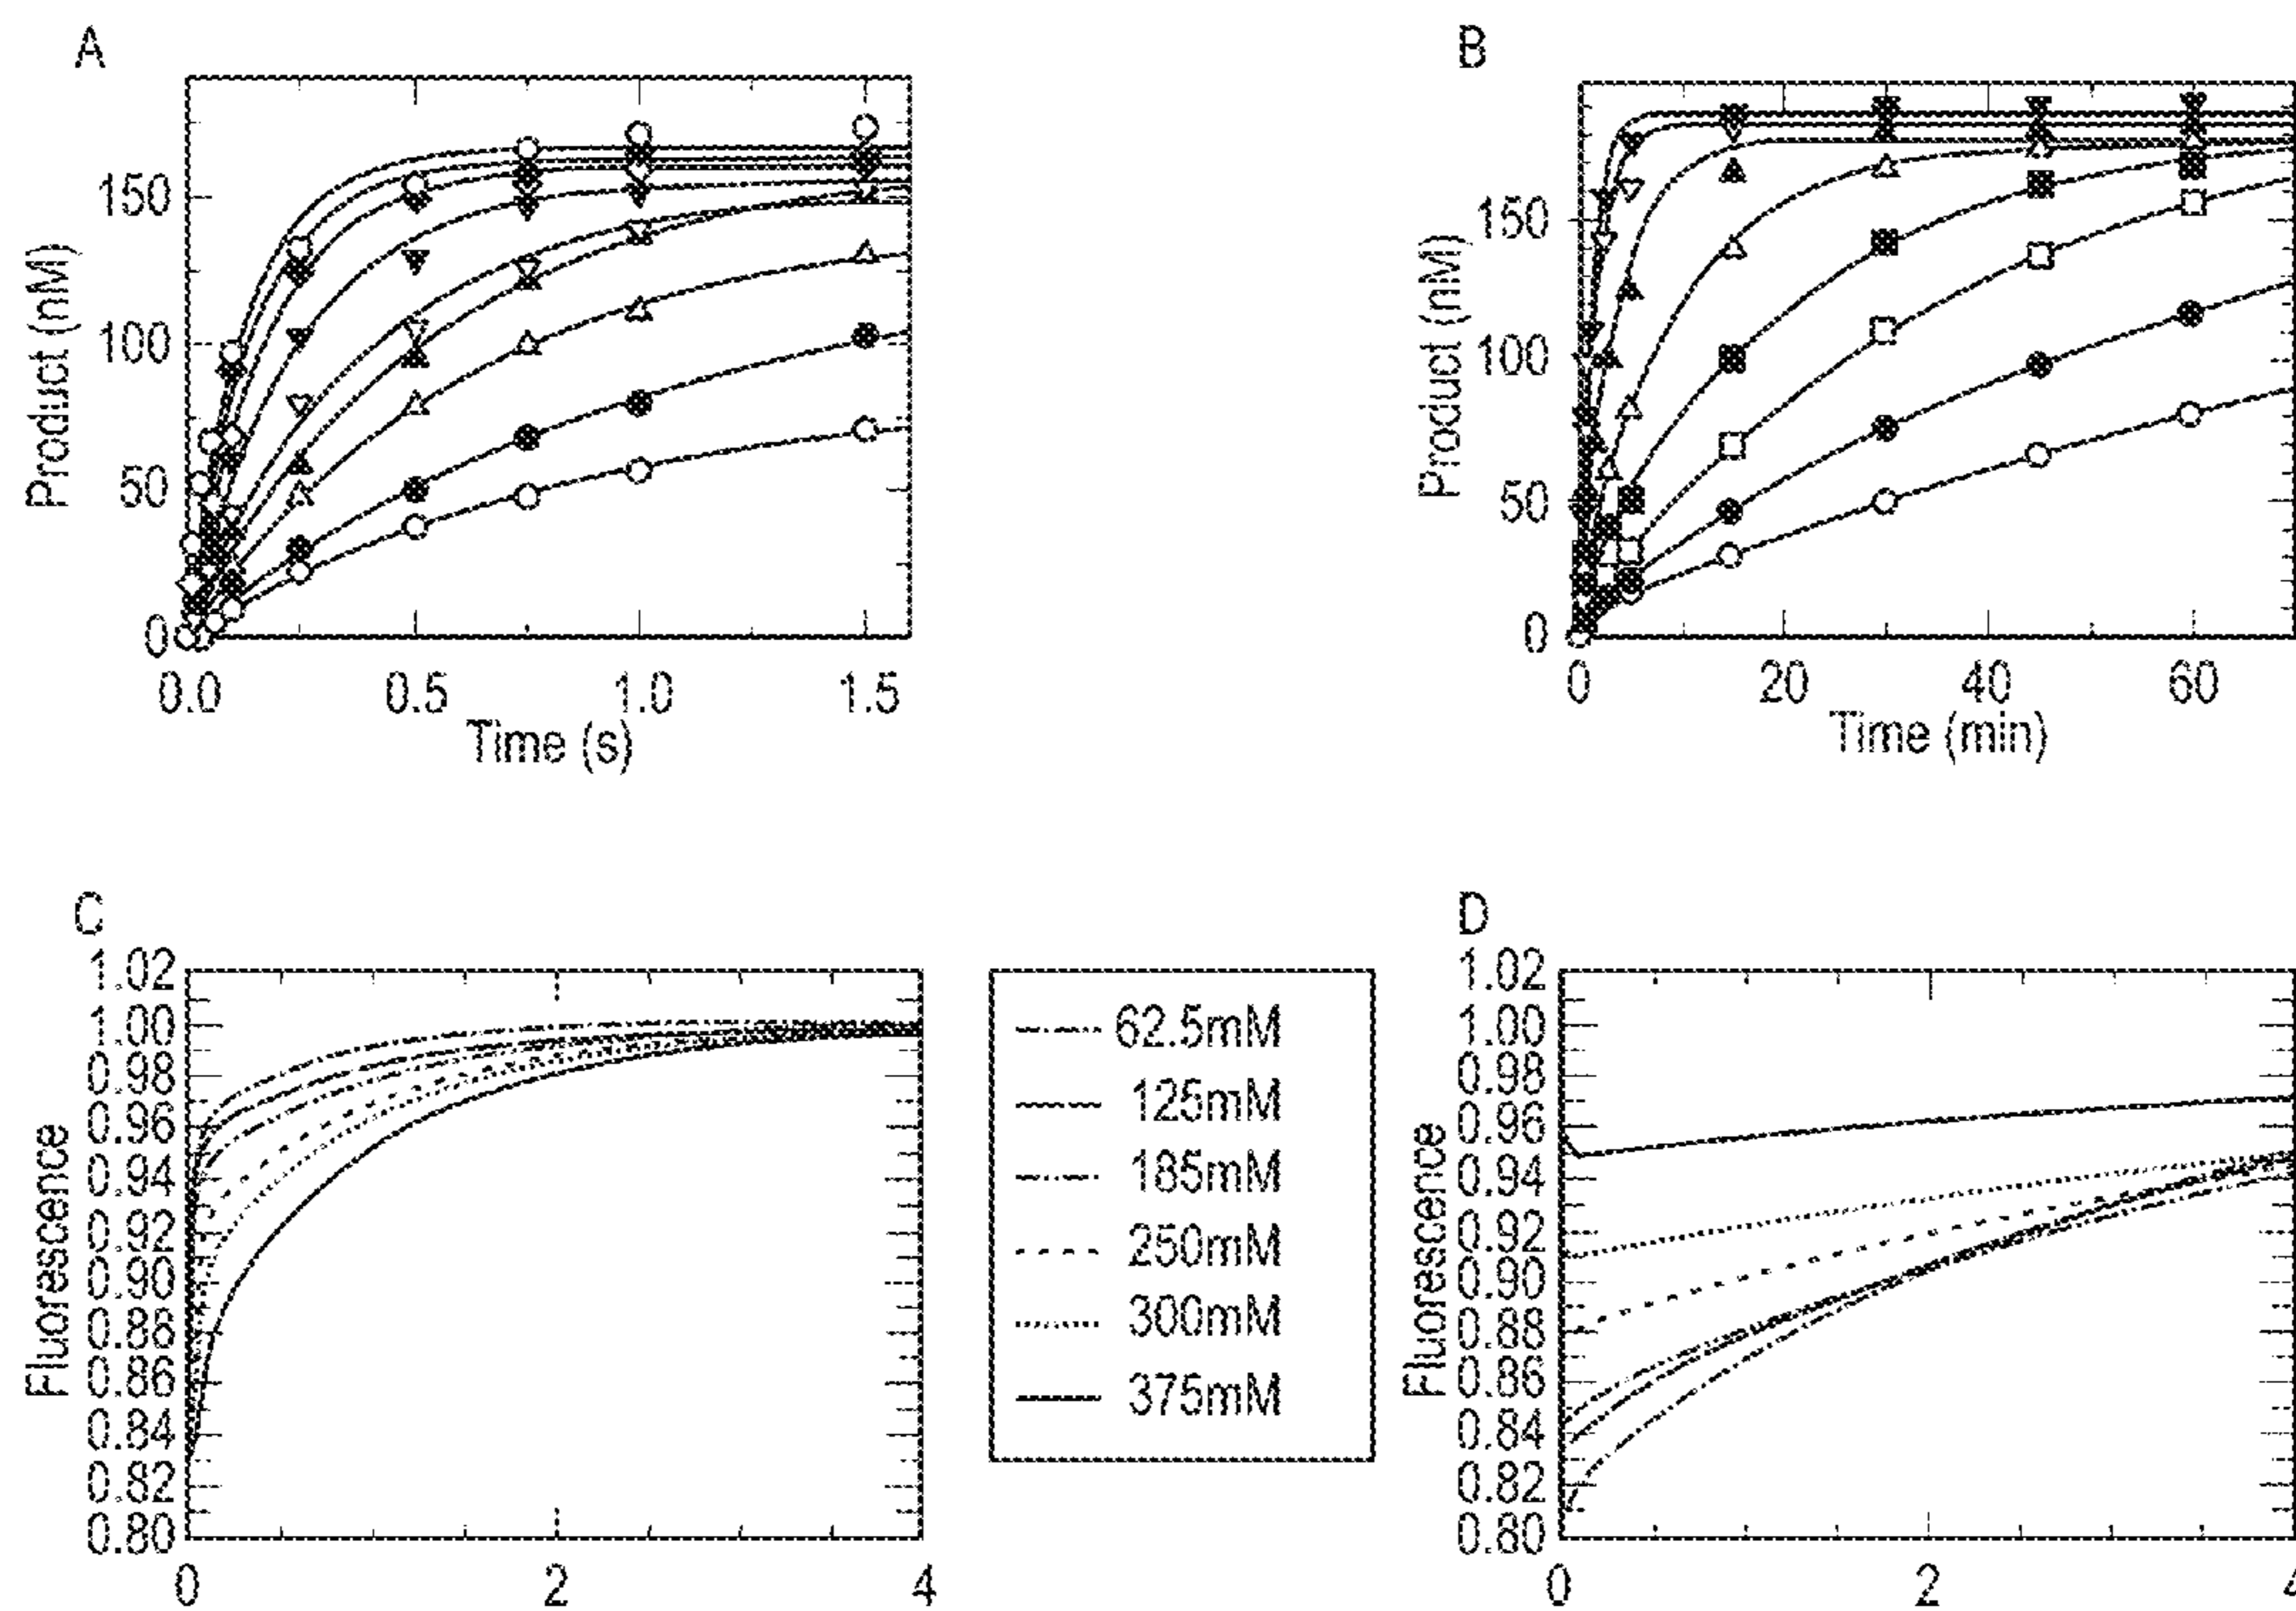 A
Product (nM)
150
100
50
0
0.0 0.5 1.0 1.5
Time (s)
B
Product (nM)
150
100
50
0
0 20 40 60
Time (min)
C
Fluorescence
1.02
1.00
0.98
0.96
0.94
0.92
0.90
0.88
0.86
0.84
0.82
0.80
0 2 4
62.5mM
125mM
185mM
250mM
300mM
375mM
D
Fluorescence
1.02
1.00
0.98
0.96
0.94
0.92
0.90
0.88
0.86
0.84
0.82
0.80
0 2 4